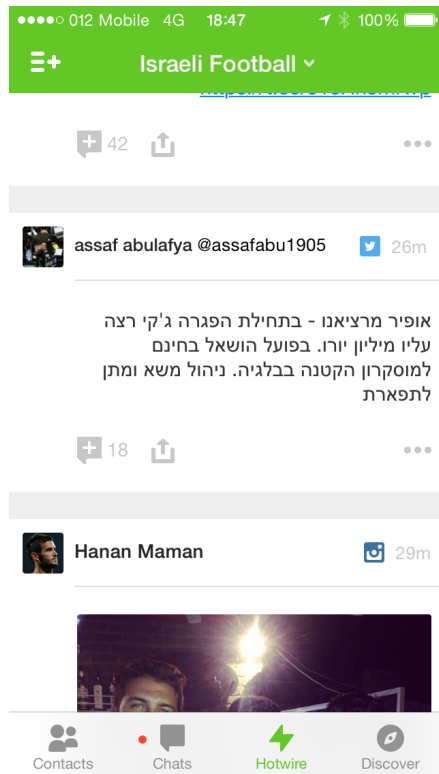 012 Mobile 4G 18:47 100%
Israeli Football
42
assaf abulafya @assafabu1905 26m
אופיר מרציאנו - בתחילת הפגרה ג'קי רצה
עליו מיליון יורו. בפועל הושאל בחינם
למוסקרון הקטנה בבלגיה. ניהול משא ומתן
לתפארת
18
Hanan Maman 29m
Contacts Chats Hotwire Discover